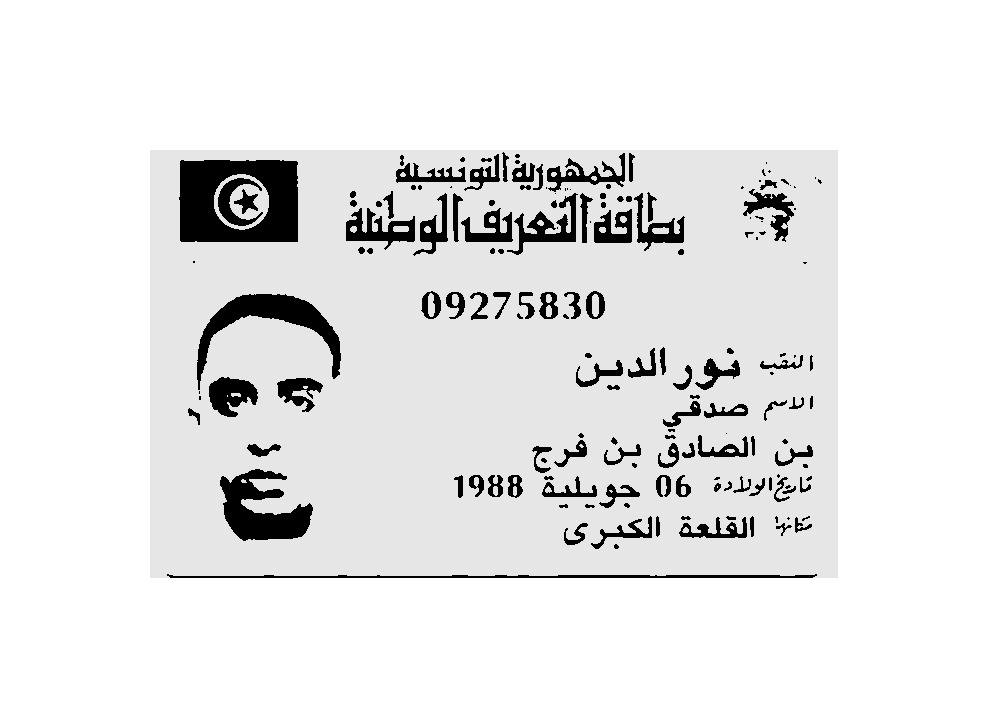 الجمهورية التونسية
بطاقة التعريف الوطنية
09275830
اللقب نور الدين
الاسم صدقي
بن الصادق بن فرج
تاريخ الولادة 06 جويلية 1988
مكانها القلعة الكبرى